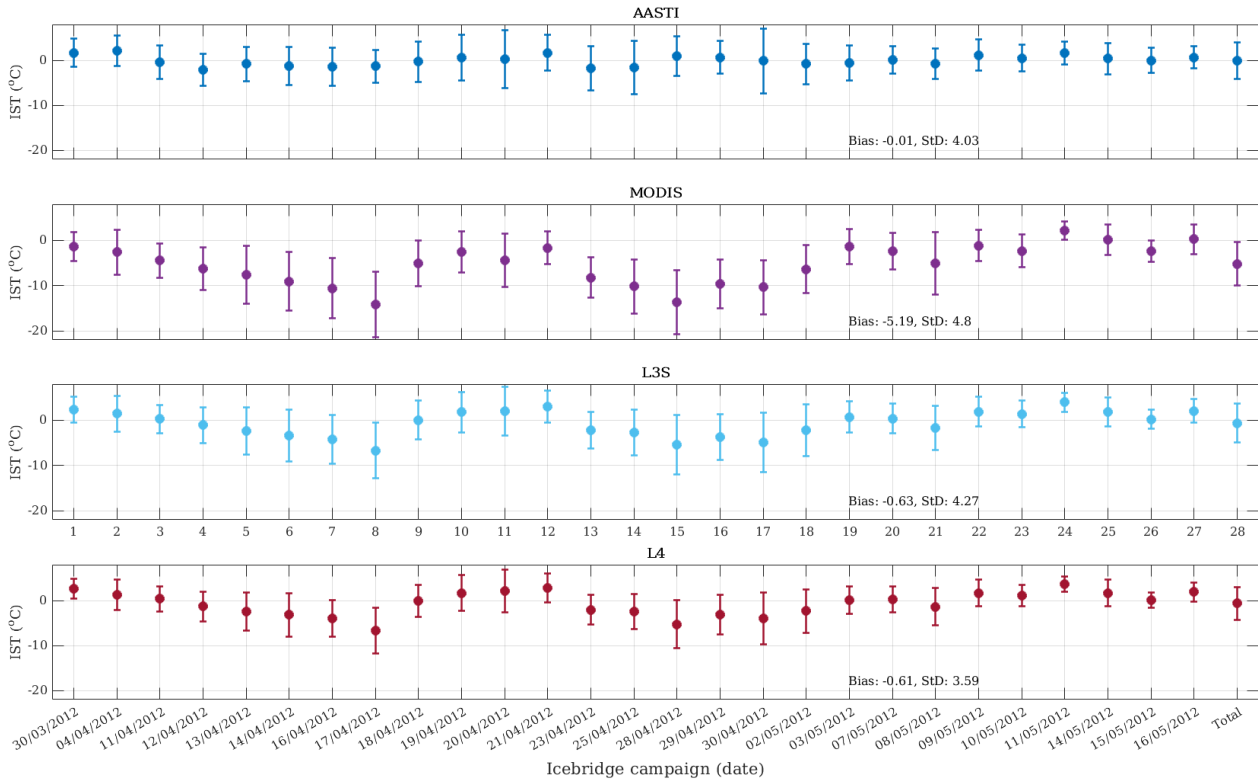 AASTI
IST (°C)
0
-10
-20
Bias: -0.01, StD: 4.03
MODIS
IST (°C)
0
-10
-20
Bias: -5.19, StD: 4.8
L3S
IST (°C)
0
-10
-20
Bias: -0.63, StD: 4.27
1 2 3 4 5 6 7 8 9 10 11 12 13 14 15 16 17 18 19 20 21 22 23 24 25 26 27 28
L4
IST (°C)
0
-10
-20
Bias: -0.61, StD: 3.59
30/03/2012 04/04/2012 11/04/2012 12/04/2012 13/04/2012 14/04/2012 16/04/2012 17/04/2012 18/04/2012 19/04/2012 20/04/2012 21/04/2012 23/04/2012 25/04/2012 28/04/2012 29/04/2012 30/04/2012 02/05/2012 03/05/2012 07/05/2012 08/05/2012 09/05/2012 10/05/2012 11/05/2012 14/05/2012 15/05/2012 16/05/2012 Total
Icebridge campaign (date)